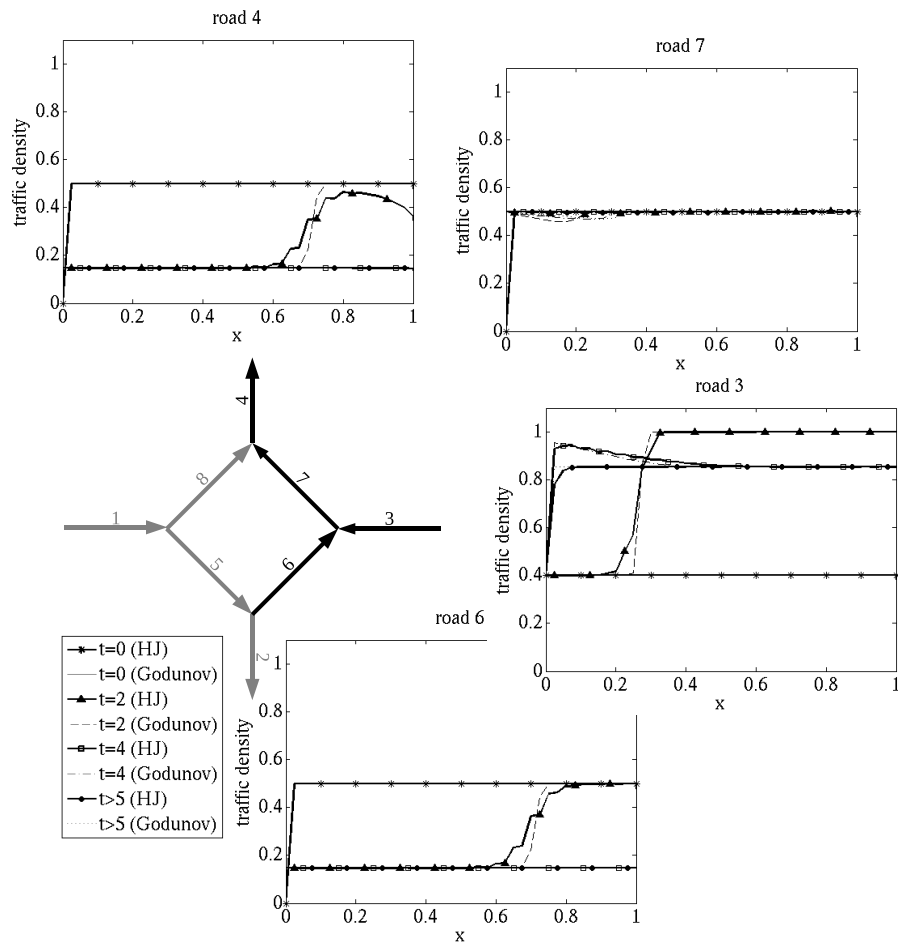 road 4
1
0.8
0.6
0.4
0.2
0
0
0.2
0.4
0.6
0.8
1
x
traffic density
road 7
1
0.8
0.6
0.4
0.2
0
0
0.2
0.4
0.6
0.8
1
x
traffic density
road 3
1
0.8
0.6
0.4
0.2
0
0
0.2
0.4
0.6
0.8
1
x
traffic density
4
8
7
1
3
5
6
2
road 6
1
0.8
0.6
0.4
0.2
0
0
0.2
0.4
0.6
0.8
1
x
traffic density
t=0 (HJ)
t=0 (Godunov)
t=2 (HJ)
t=2 (Godunov)
t=4 (HJ)
t=4 (Godunov)
t>5 (HJ)
t>5 (Godunov)